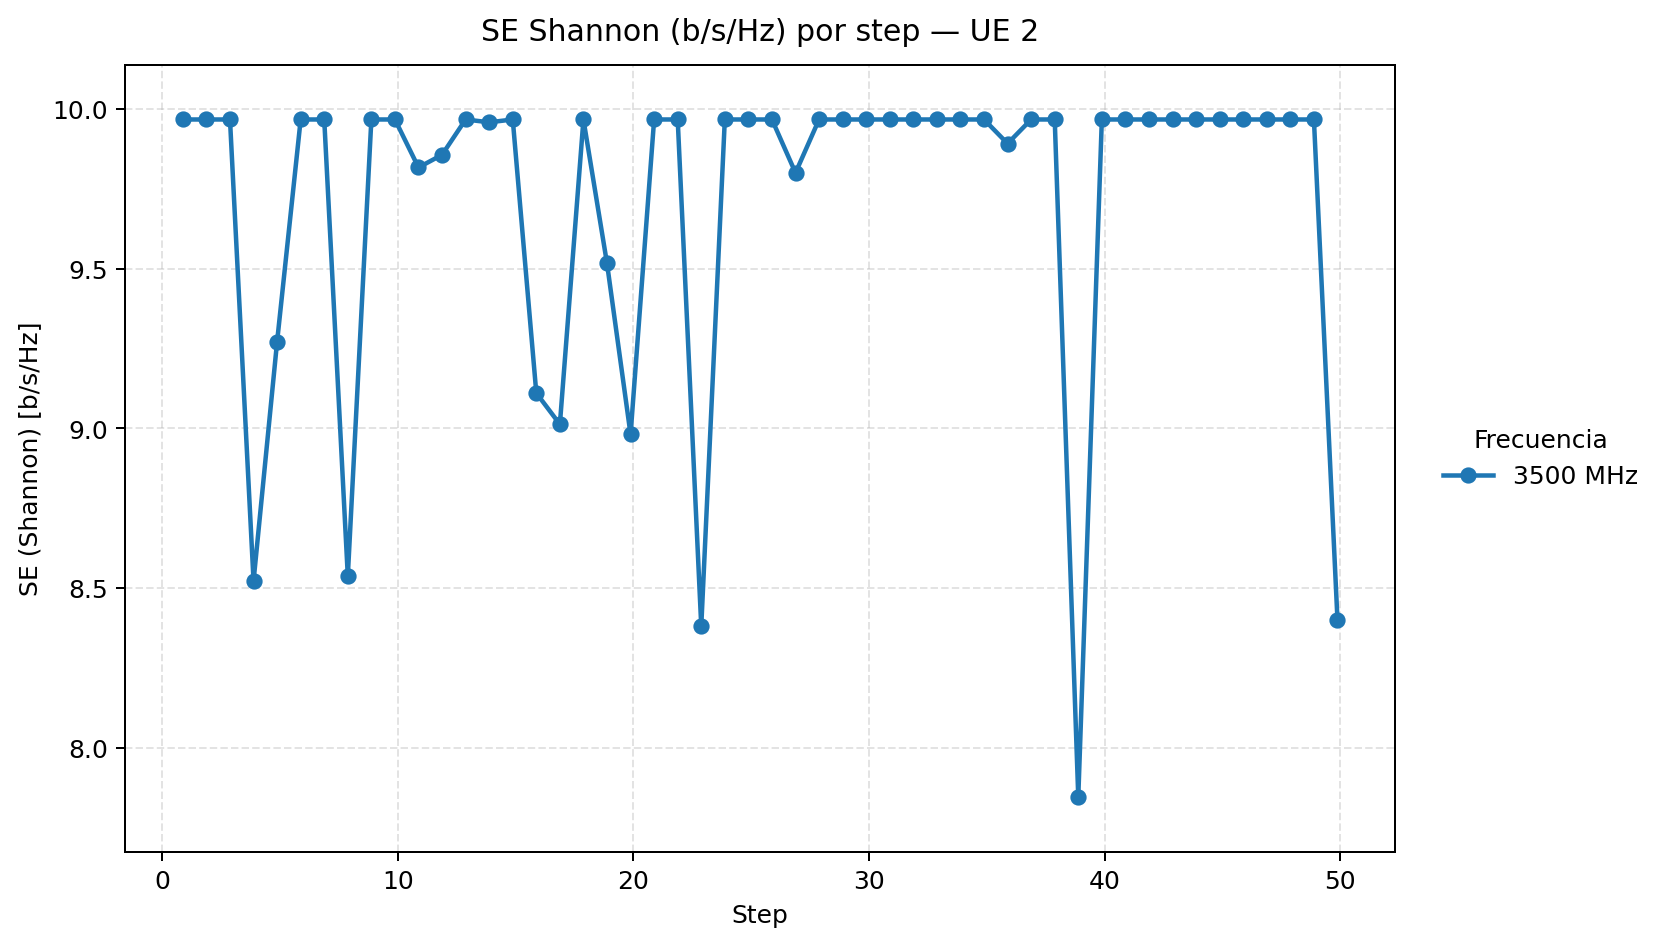 SE Shannon (b/s/Hz) por step — UE 2
SE (Shannon) [b/s/Hz]
10.0
9.5
9.0
8.5
8.0
0 10 20 30 40 50
Step
Frecuencia
3500 MHz